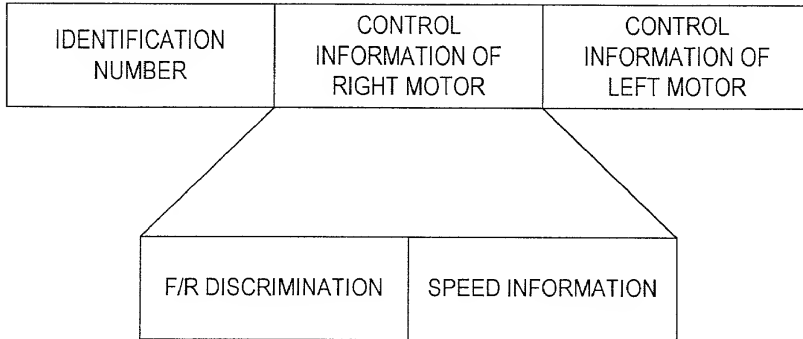 IDENTIFICATION
NUMBER
CONTROL
INFORMATION OF
RIGHT MOTOR
CONTROL
INFORMATION OF
LEFT MOTOR
F/R DISCRIMINATION
SPEED INFORMATION